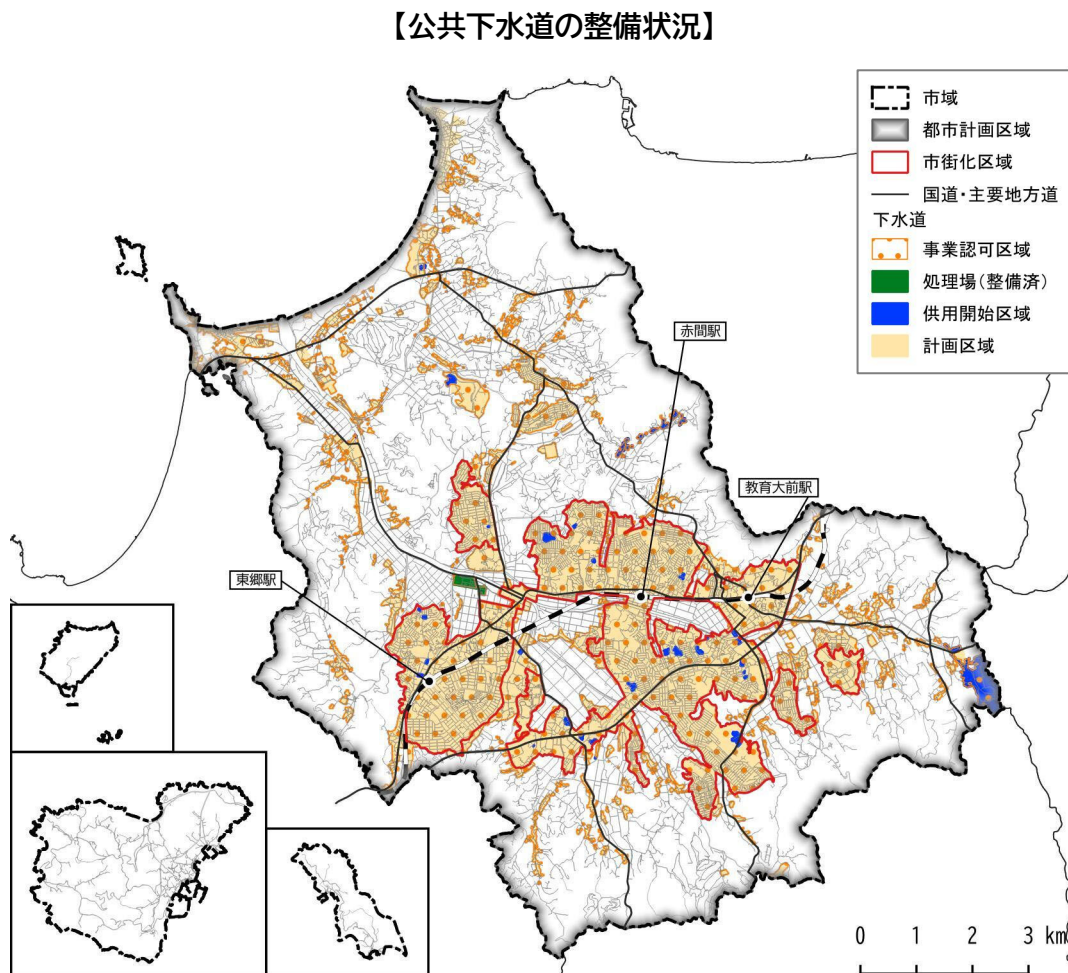 【公共下水道の整備状況】
市域
都市計画区域
市街化区域
国道・主要地方道
下水道
事業認可区域
処理場(整備済)
供用開始区域
計画区域
赤間駅
教育大前駅
東郷駅
0 1 2 3 km